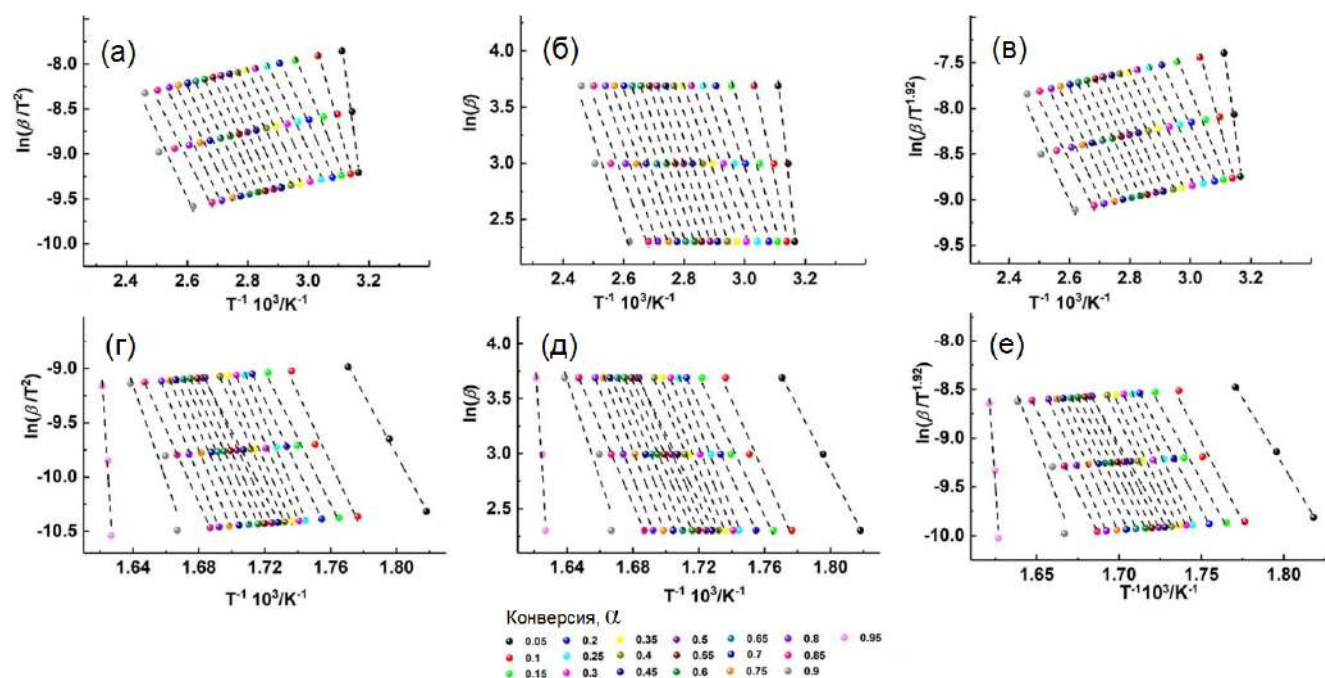 (а)
ln(β/T²)
-8.0
-8.5
-9.0
-9.5
-10.0
2.4 2.6 2.8 3.0 3.2
T⁻¹ 10³/K⁻¹
(б)
ln(β)
4.0
3.5
3.0
2.5
2.4 2.6 2.8 3.0 3.2
T⁻¹ 10³/K⁻¹
(в)
ln(β/T¹·⁹²)
-7.5
-8.0
-8.5
-9.0
-9.5
2.4 2.6 2.8 3.0 3.2
T⁻¹ 10³/K⁻¹
(г)
ln(β/T²)
-9.0
-9.5
-10.0
-10.5
1.64 1.68 1.72 1.76 1.80
T⁻¹ 10³/K⁻¹
(д)
ln(β)
4.0
3.5
3.0
2.5
1.64 1.68 1.72 1.76 1.80
T⁻¹ 10³/K⁻¹
(е)
ln(β/T¹·⁹²)
-8.0
-8.5
-9.0
-9.5
-10.0
1.65 1.70 1.75 1.80
T⁻¹10³/K⁻¹
Конверсия, α
0.05 0.2 0.35 0.5 0.65 0.8 0.95
0.1 0.25 0.4 0.55 0.7 0.85
0.15 0.3 0.45 0.6 0.75 0.9